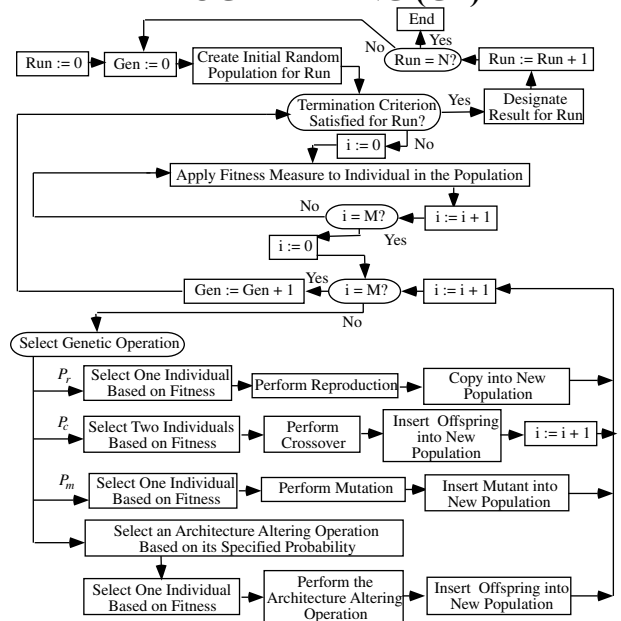 End
No
Yes
Run := 0
Gen := 0
Create Initial Random
Population for Run
Run = N?
Run := Run + 1
Termination Criterion
Satisfied for Run?
Yes
Designate
Result for Run
i := 0
No
Apply Fitness Measure to Individual in the Population
No
i = M?
i := i + 1
Yes
i := 0
Gen := Gen + 1
Yes
i = M?
i := i + 1
No
Select Genetic Operation
Pr
Select One Individual
Based on Fitness
Perform Reproduction
Copy into New
Population
Pc
Select Two Individuals
Based on Fitness
Perform
Crossover
Insert Offspring
into New
Population
i := i + 1
Pm
Select One Individual
Based on Fitness
Perform Mutation
Insert Mutant into
New Population
Select an Architecture Altering Operation
Based on its Specified Probability
Select One Individual
Based on Fitness
Perform the
Architecture Altering
Operation
Insert Offspring into
New Population